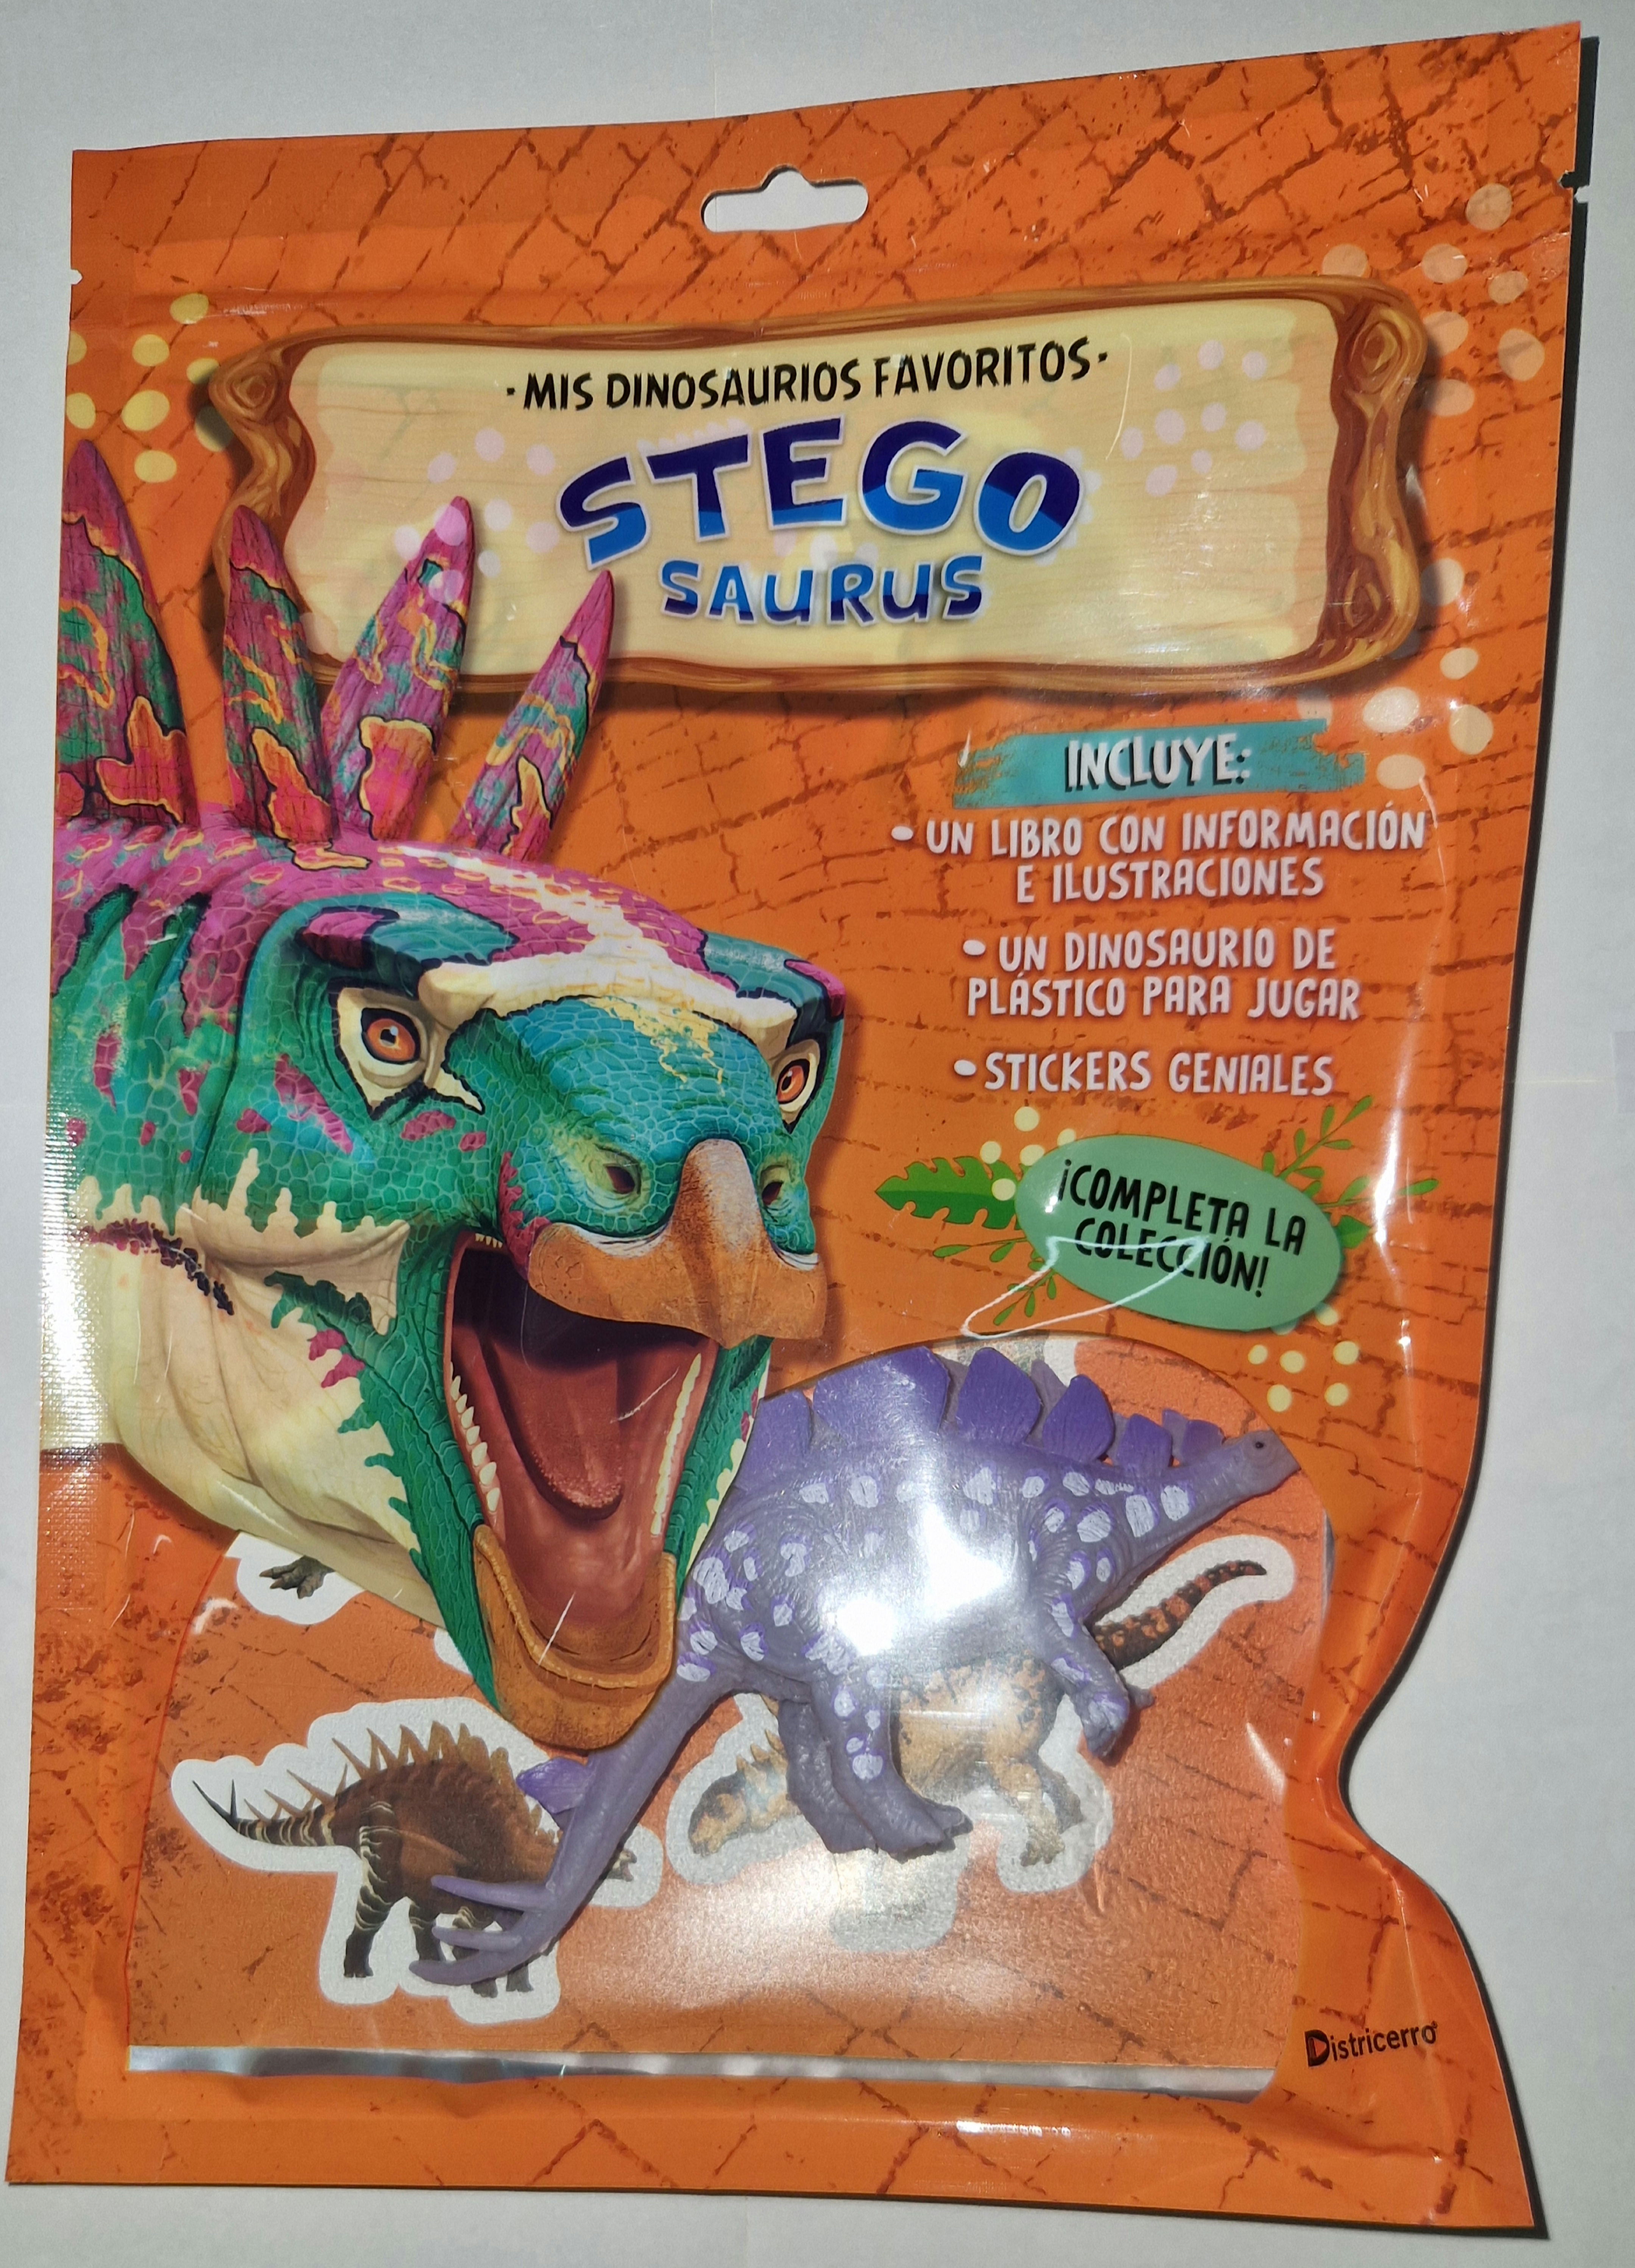 · MIS DINOSAURIOS FAVORITOS ·
STEGO
SAURUS
INCLUYE:
• UN LIBRO CON INFORMACIÓN
E ILUSTRACIONES
• UN DINOSAURIO DE
PLÁSTICO PARA JUGAR
• STICKERS GENIALES
¡COMPLETA LA
COLECCIÓN!
Districerro